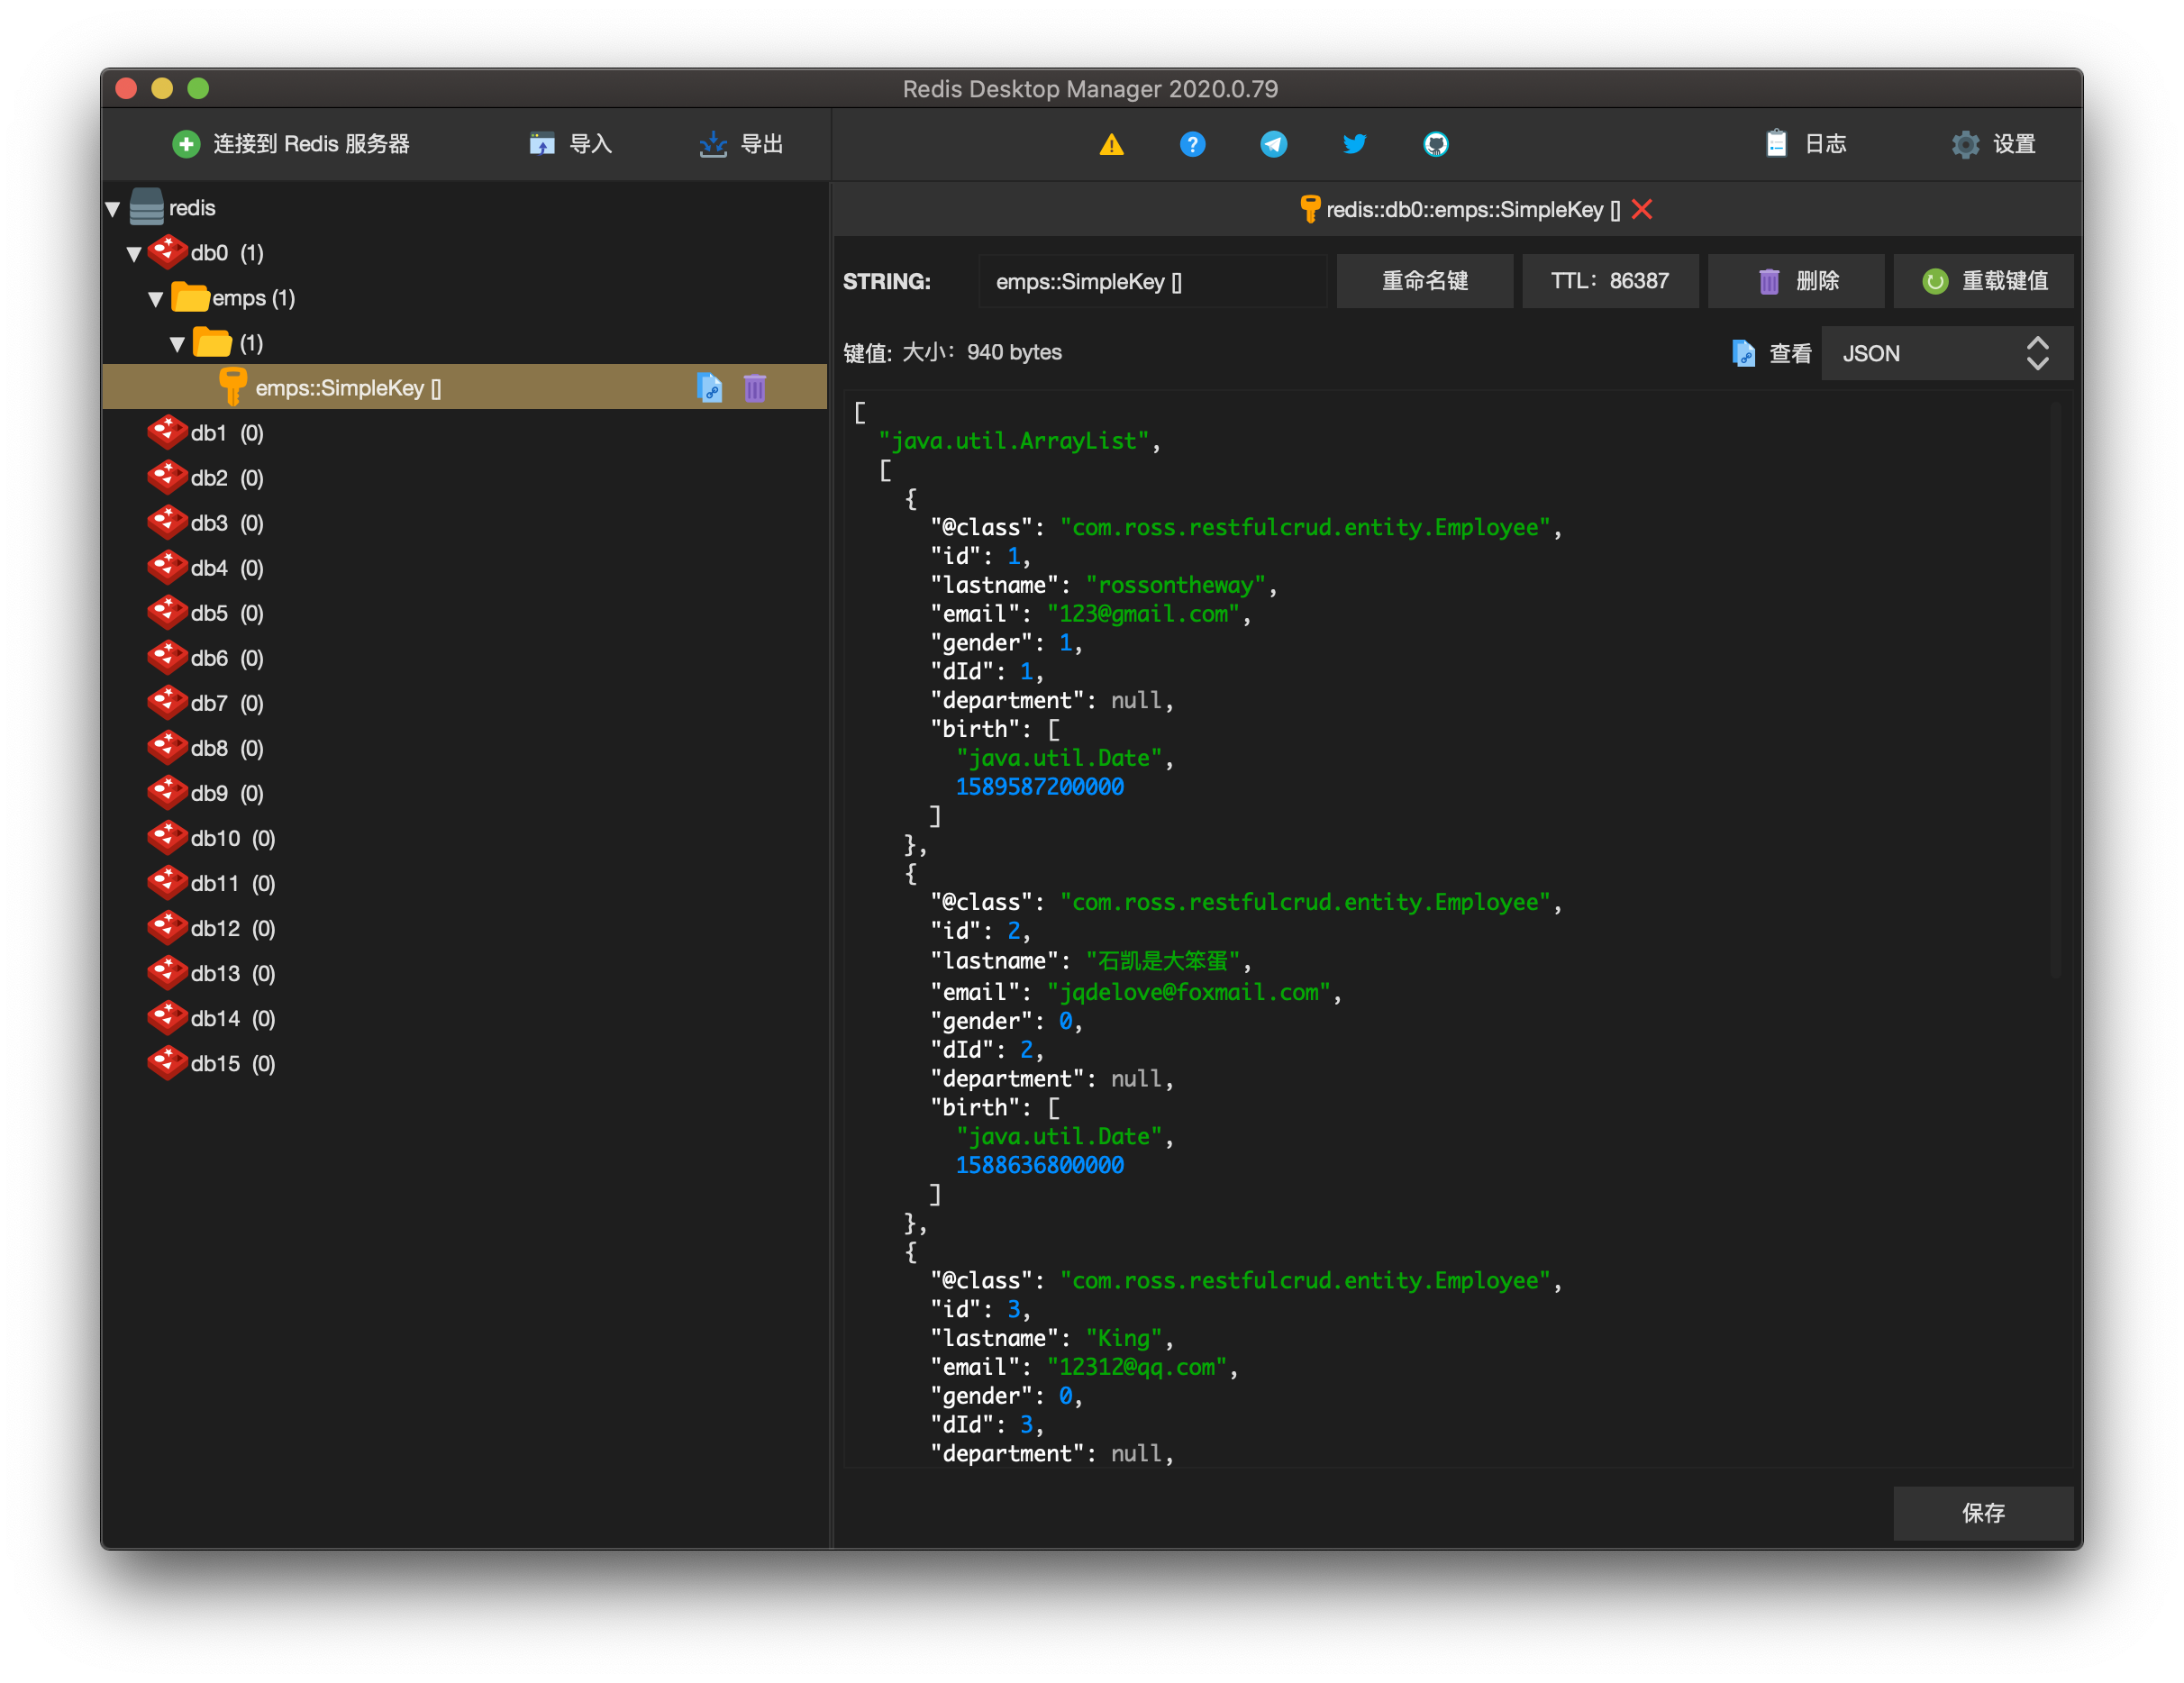 Redis Desktop Manager 2020.0.79
连接到 Redis 服务器 导入 导出 日志 设置
redis
db0 (1)
emps (1)
(1)
emps::SimpleKey []
db1 (0)
db2 (0)
db3 (0)
db4 (0)
db5 (0)
db6 (0)
db7 (0)
db8 (0)
db9 (0)
db10 (0)
db11 (0)
db12 (0)
db13 (0)
db14 (0)
db15 (0)
redis::db0::emps::SimpleKey []
STRING: emps::SimpleKey [] 重命名键 TTL: 86387 删除 重载键值
键值: 大小: 940 bytes 查看 JSON
[
"java.util.ArrayList",
[
{
"@class": "com.ross.restfulcrud.entity.Employee",
"id": 1,
"lastname": "rossontheway",
"email": "123@gmail.com",
"gender": 1,
"dId": 1,
"department": null,
"birth": [
"java.util.Date",
1589587200000
]
},
{
"@class": "com.ross.restfulcrud.entity.Employee",
"id": 2,
"lastname": "石凯是大笨蛋",
"email": "jqdelove@foxmail.com",
"gender": 0,
"dId": 2,
"department": null,
"birth": [
"java.util.Date",
1588636800000
]
},
{
"@class": "com.ross.restfulcrud.entity.Employee",
"id": 3,
"lastname": "King",
"email": "12312@qq.com",
"gender": 0,
"dId": 3,
"department": null,
保存